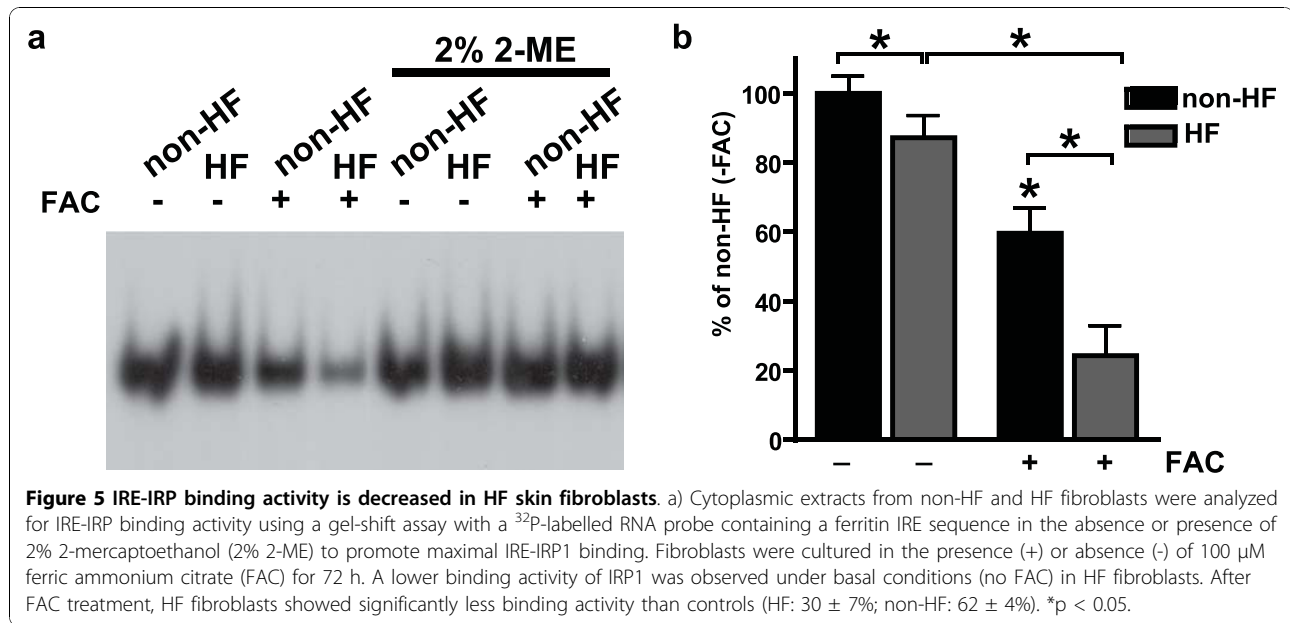 a
2% 2-ME
non-HF HF non-HF HF non-HF HF non-HF HF
FAC - - + + - - + +
b
* *
non-HF
HF
*
*
% of non-HF (-FAC)
100
80
60
40
20
0
– – + + FAC
Figure 5 IRE-IRP binding activity is decreased in HF skin fibroblasts. a) Cytoplasmic extracts from non-HF and HF fibroblasts were analyzed
for IRE-IRP binding activity using a gel-shift assay with a ³²P-labelled RNA probe containing a ferritin IRE sequence in the absence or presence of
2% 2-mercaptoethanol (2% 2-ME) to promote maximal IRE-IRP1 binding. Fibroblasts were cultured in the presence (+) or absence (-) of 100 μM
ferric ammonium citrate (FAC) for 72 h. A lower binding activity of IRP1 was observed under basal conditions (no FAC) in HF fibroblasts. After
FAC treatment, HF fibroblasts showed significantly less binding activity than controls (HF: 30 ± 7%; non-HF: 62 ± 4%). *p < 0.05.